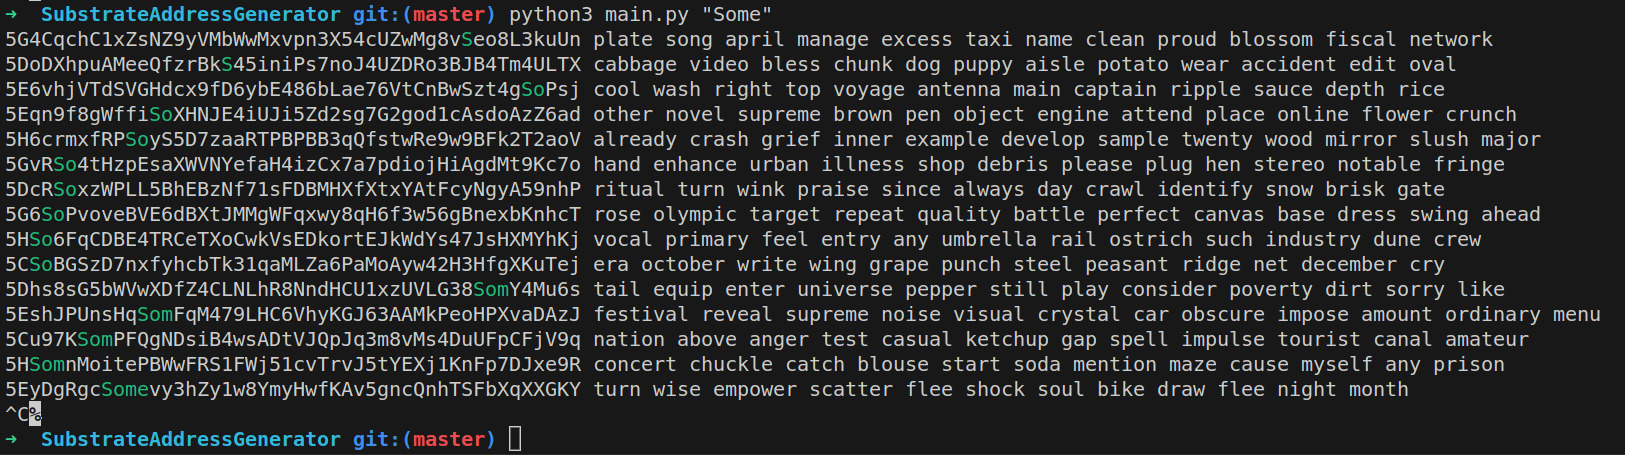 ➜  SubstrateAddressGenerator git:(master) python3 main.py "Some"
5G4CqchC1xZsNZ9yVMbWwMxvpn3X54cUZwMg8vSeo8L3kuUn plate song april manage excess taxi name clean proud blossom fiscal network
5DoDXhpuAMeeQfzrBkS45iniPs7noJ4UZDRo3BJB4Tm4ULTX cabbage video bless chunk dog puppy aisle potato wear accident edit oval
5E6vhjVTdSVGHdcx9fD6ybE486bLae76VtCnBwSzt4gSoPsj cool wash right top voyage antenna main captain ripple sauce depth rice
5Eqn9f8gWffiSoXHNJE4iUJi5Zd2sg7G2god1cAsdoAzZ6ad other novel supreme brown pen object engine attend place online flower crunch
5H6crmxfRPSoyS5D7zaaRTPBPBB3qQfstwRe9w9BFk2T2aoV already crash grief inner example develop sample twenty wood mirror slush major
5GvRSo4tHzpEsaXWVNYefaH4izCx7a7pdiojHiAgdMt9Kc7o hand enhance urban illness shop debris please plug hen stereo notable fringe
5DcRSoxzWPLL5BhEBzNf71sFDBMHXfXtxYAtFcyNgyA59nhP ritual turn wink praise since always day crawl identify snow brisk gate
5G6SoPvoveBVE6dBXtJMMgWFqxwy8qH6f3w56gBnexbKnhcT rose olympic target repeat quality battle perfect canvas base dress swing ahead
5HSo6FqCDBE4TRCeTXoCwkVsEDkortEJkWdYs47JsHXMYhKj vocal primary feel entry any umbrella rail ostrich such industry dune crew
5CSoBGSzD7nxfyhcbTk31qaMLZa6PaMoAyw42H3HfgXKuTej era october write wing grape punch steel peasant ridge net december cry
5Dhs8sG5bWVwXDfZ4CLNLhR8NndHCU1xzUVLG38SomY4Mu6s tail equip enter universe pepper still play consider poverty dirt sorry like
5EshJPUnsHqSomFqM479LHC6VhyKGJ63AAMkPeoHPXvaDAzJ festival reveal supreme noise visual crystal car obscure impose amount ordinary menu
5Cu97KSomPFQgNDsiB4wsADtVJQpJq3m8vMs4DuUFpCFjV9q nation above anger test casual ketchup gap spell impulse tourist canal amateur
5HSomnMoitePBWwFRS1FWj51cvTrvJ5tYEXj1KnFp7DJxe9R concert chuckle catch blouse start soda mention maze cause myself any prison
5EyDgRgcSomevy3hZy1w8YmyHwfKAv5gncQnhTSFbXqXXGKY turn wise empower scatter flee shock soul bike draw flee night month
^C%
➜  SubstrateAddressGenerator git:(master)